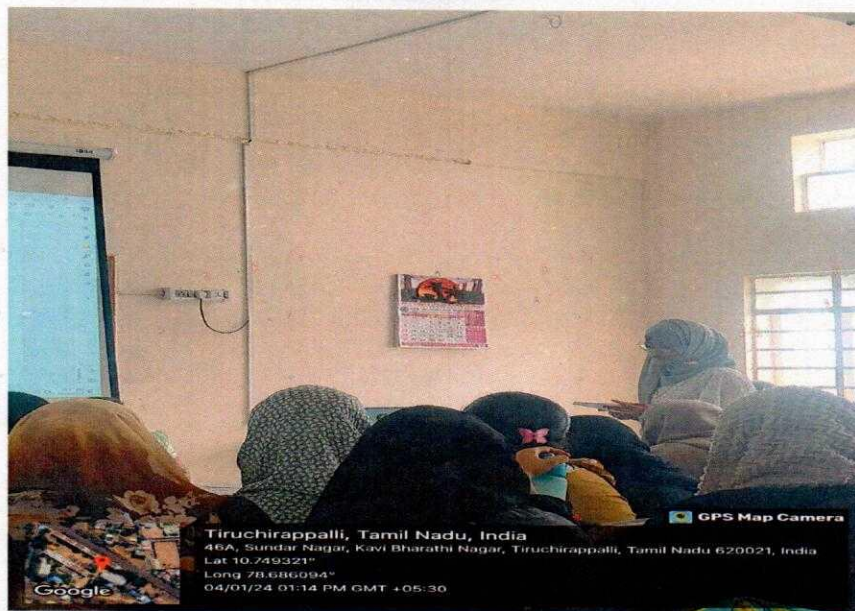 GPS Map Camera
Tiruchirappalli, Tamil Nadu, India
46A, Sundar Nagar, Kavi Bharathi Nagar, Tiruchirappalli, Tamil Nadu 620021, India
Lat 10.749321°
Long 78.686094°
04/01/24 01:14 PM GMT +05:30
Google